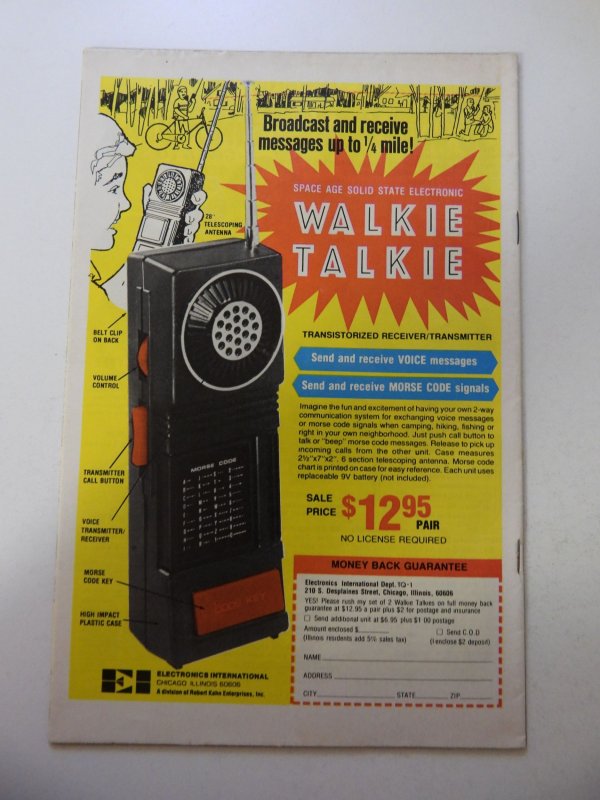 Broadcast and receive
messages up to 1/4 mile!
SPACE AGE SOLID STATE ELECTRONIC
WALKIE
TALKIE
28"
TELESCOPING
ANTENNA
BELT CLIP
ON BACK
VOLUME
CONTROL
TRANSMITTER
CALL BUTTON
VOICE
TRANSMITTER/
RECEIVER
MORSE
CODE KEY
HIGH IMPACT
PLASTIC CASE
MORSE CODE
CODE KEY
TRANSISTORIZED RECEIVER/TRANSMITTER
Send and receive VOICE messages
Send and receive MORSE CODE signals
Imagine the fun and excitement of having your own 2-way
communication system for exchanging voice messages
or morse code signals when camping, hiking, fishing or
right in your own neighborhood. Just push call button to
talk or "beep" morse code messages. Release to pick up
incoming calls from the other unit. Case measures
2½"x7"x2". 6 section telescoping antenna. Morse code
chart is printed on case for easy reference. Each unit uses
replaceable 9V battery (not included).
SALE
PRICE $12 95
PAIR
NO LICENSE REQUIRED
MONEY BACK GUARANTEE
Electronics International Dept. TQ-1
210 S. Desplaines Street, Chicago, Illinois, 60606
YES! Please rush my set of 2 Walkie Talkies on full money back
guarantee at $12.95 a pair plus $2 for postage and insurance
☐ Send additional unit at $6.95 plus $1.00 postage
Amount enclosed $ ☐ Send C.O.D
(Illinois residents add 5% sales tax) (I enclose $2 deposit)
NAME
ADDRESS
CITY STATE ZIP
EI ELECTRONICS INTERNATIONAL
CHICAGO ILLINOIS 60606
A division of Robert Kahn Enterprises, Inc.